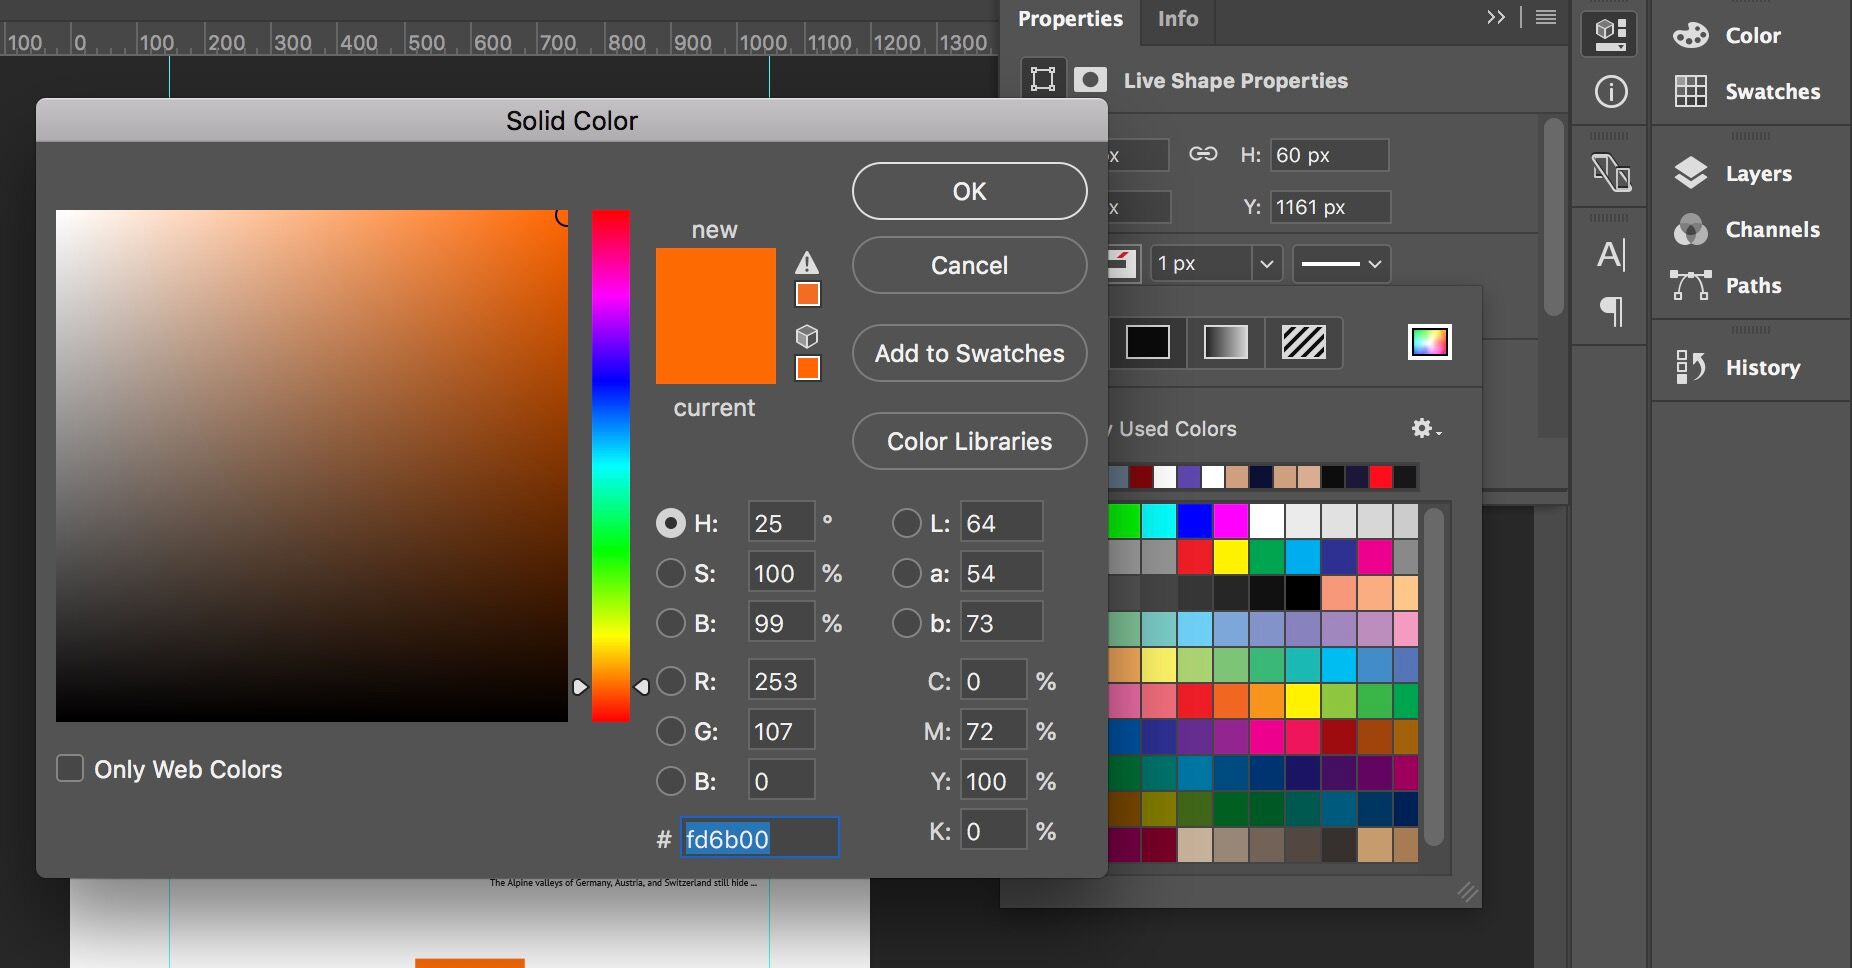 Properties
Info
100 0 100 200 300 400 500 600 700 800 900 1000 1100 1200 1300
Live Shape Properties
Color
Swatches
Layers
Channels
Paths
History
x
H: 60 px
x
Y: 1161 px
1 px
y Used Colors
Solid Color
new
current
OK
Cancel
Add to Swatches
Color Libraries
H: 25 °
S: 100 %
B: 99 %
R: 253
G: 107
B: 0
# fd6b00
L: 64
a: 54
b: 73
C: 0 %
M: 72 %
Y: 100 %
K: 0 %
Only Web Colors
The Alpine valleys of Germany, Austria, and Switzerland still hide ...